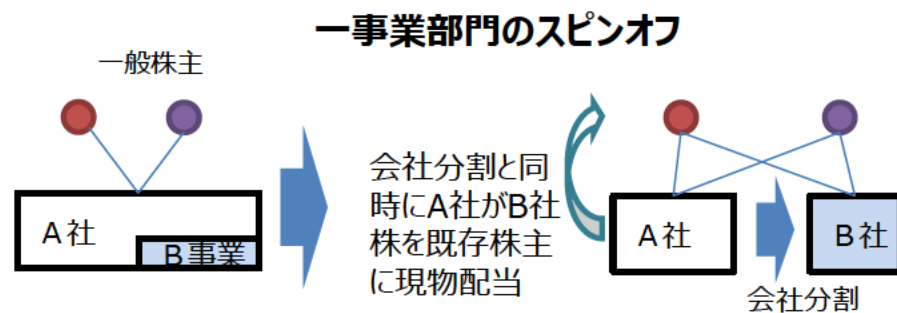 一事業部門のスピンオフ
一般株主
A社
B事業
会社分割と同
時にA社がB社
株を既存株主
に現物配当
A社
B社
会社分割